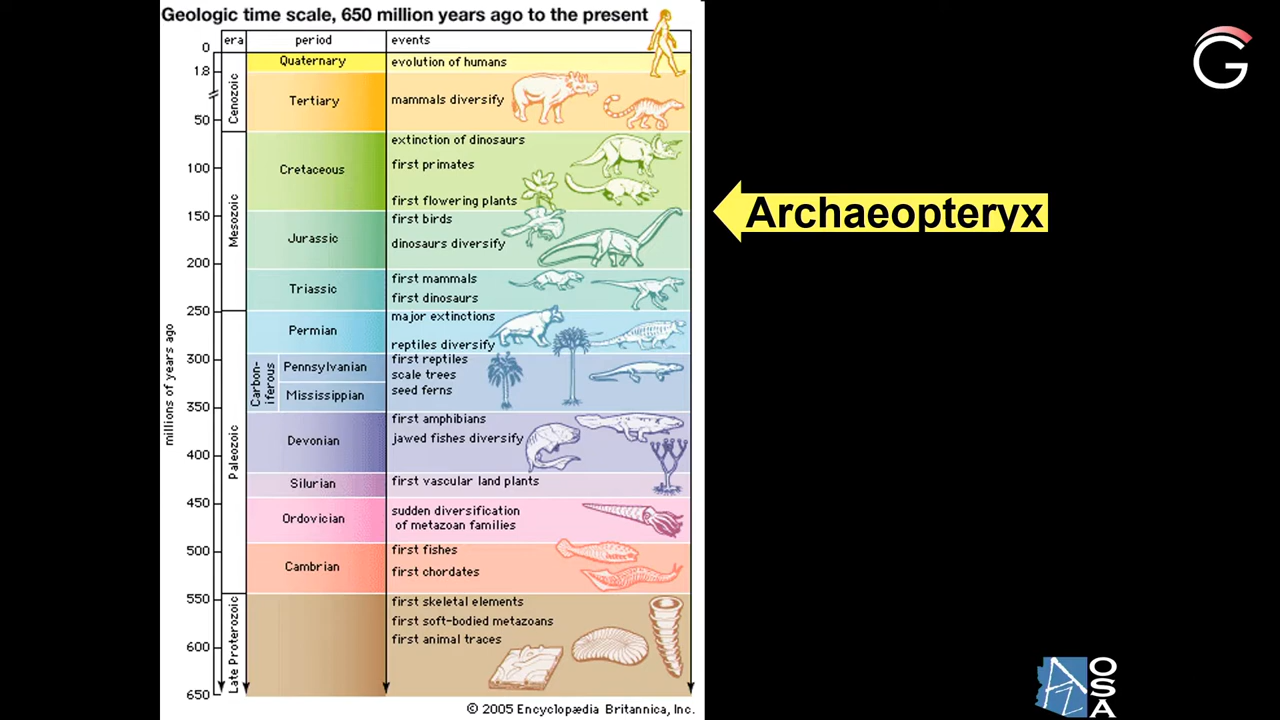 Geologic time scale, 650 million years ago to the present
era period events
0
Quaternary evolution of humans
1.8
Cenozoic
Tertiary mammals diversify
50
extinction of dinosaurs
Cretaceous first primates
100
first flowering plants
150
Mesozoic
first birds
Jurassic dinosaurs diversify
200
first mammals
Triassic first dinosaurs
250
major extinctions
Permian reptiles diversify
300
Carbon-
iferous
Pennsylvanian first reptiles
scale trees
Mississippian seed ferns
350
first amphibians
Devonian jawed fishes diversify
400
Paleozoic
Silurian first vascular land plants
450
Ordovician sudden diversification
of metazoan families
500
first fishes
Cambrian first chordates
550
first skeletal elements
first soft-bodied metazoans
600
first animal traces
Late Proterozoic
650
millions of years ago
© 2005 Encyclopædia Britannica, Inc.
Archaeopteryx
G
AZ
OSA